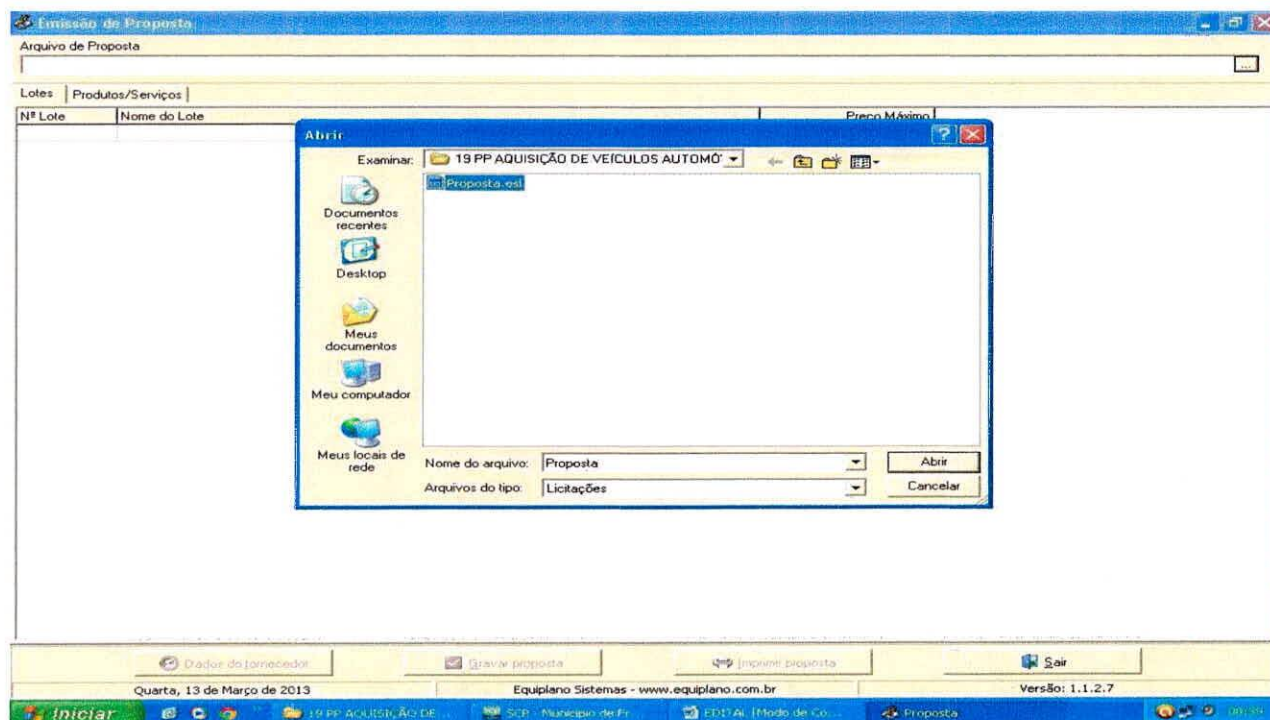 Emissão de Proposta
Arquivo de Proposta
...
Lotes Produtos/Serviços
Nº Lote Nome do Lote Preço Máximo
Abrir
Examinar: 19 PP AQUISIÇÃO DE VEÍCULOS AUTOMÓ
Proposta.esl
Documentos
recentes
Desktop
Meus
documentos
Meu computador
Meus locais de
rede
Nome do arquivo: Proposta Abrir
Arquivos do tipo: Licitações Cancelar
Dados do fornecedor Gravar proposta Imprimir proposta Sair
Quarta, 13 de Março de 2013 Equiplano Sistemas - www.equiplano.com.br Versão: 1.1.2.7
Iniciar 19 PP AQUISIÇÃO DE ... SCP - Município de Fr... EDITAL [Modo de Co... Proposta